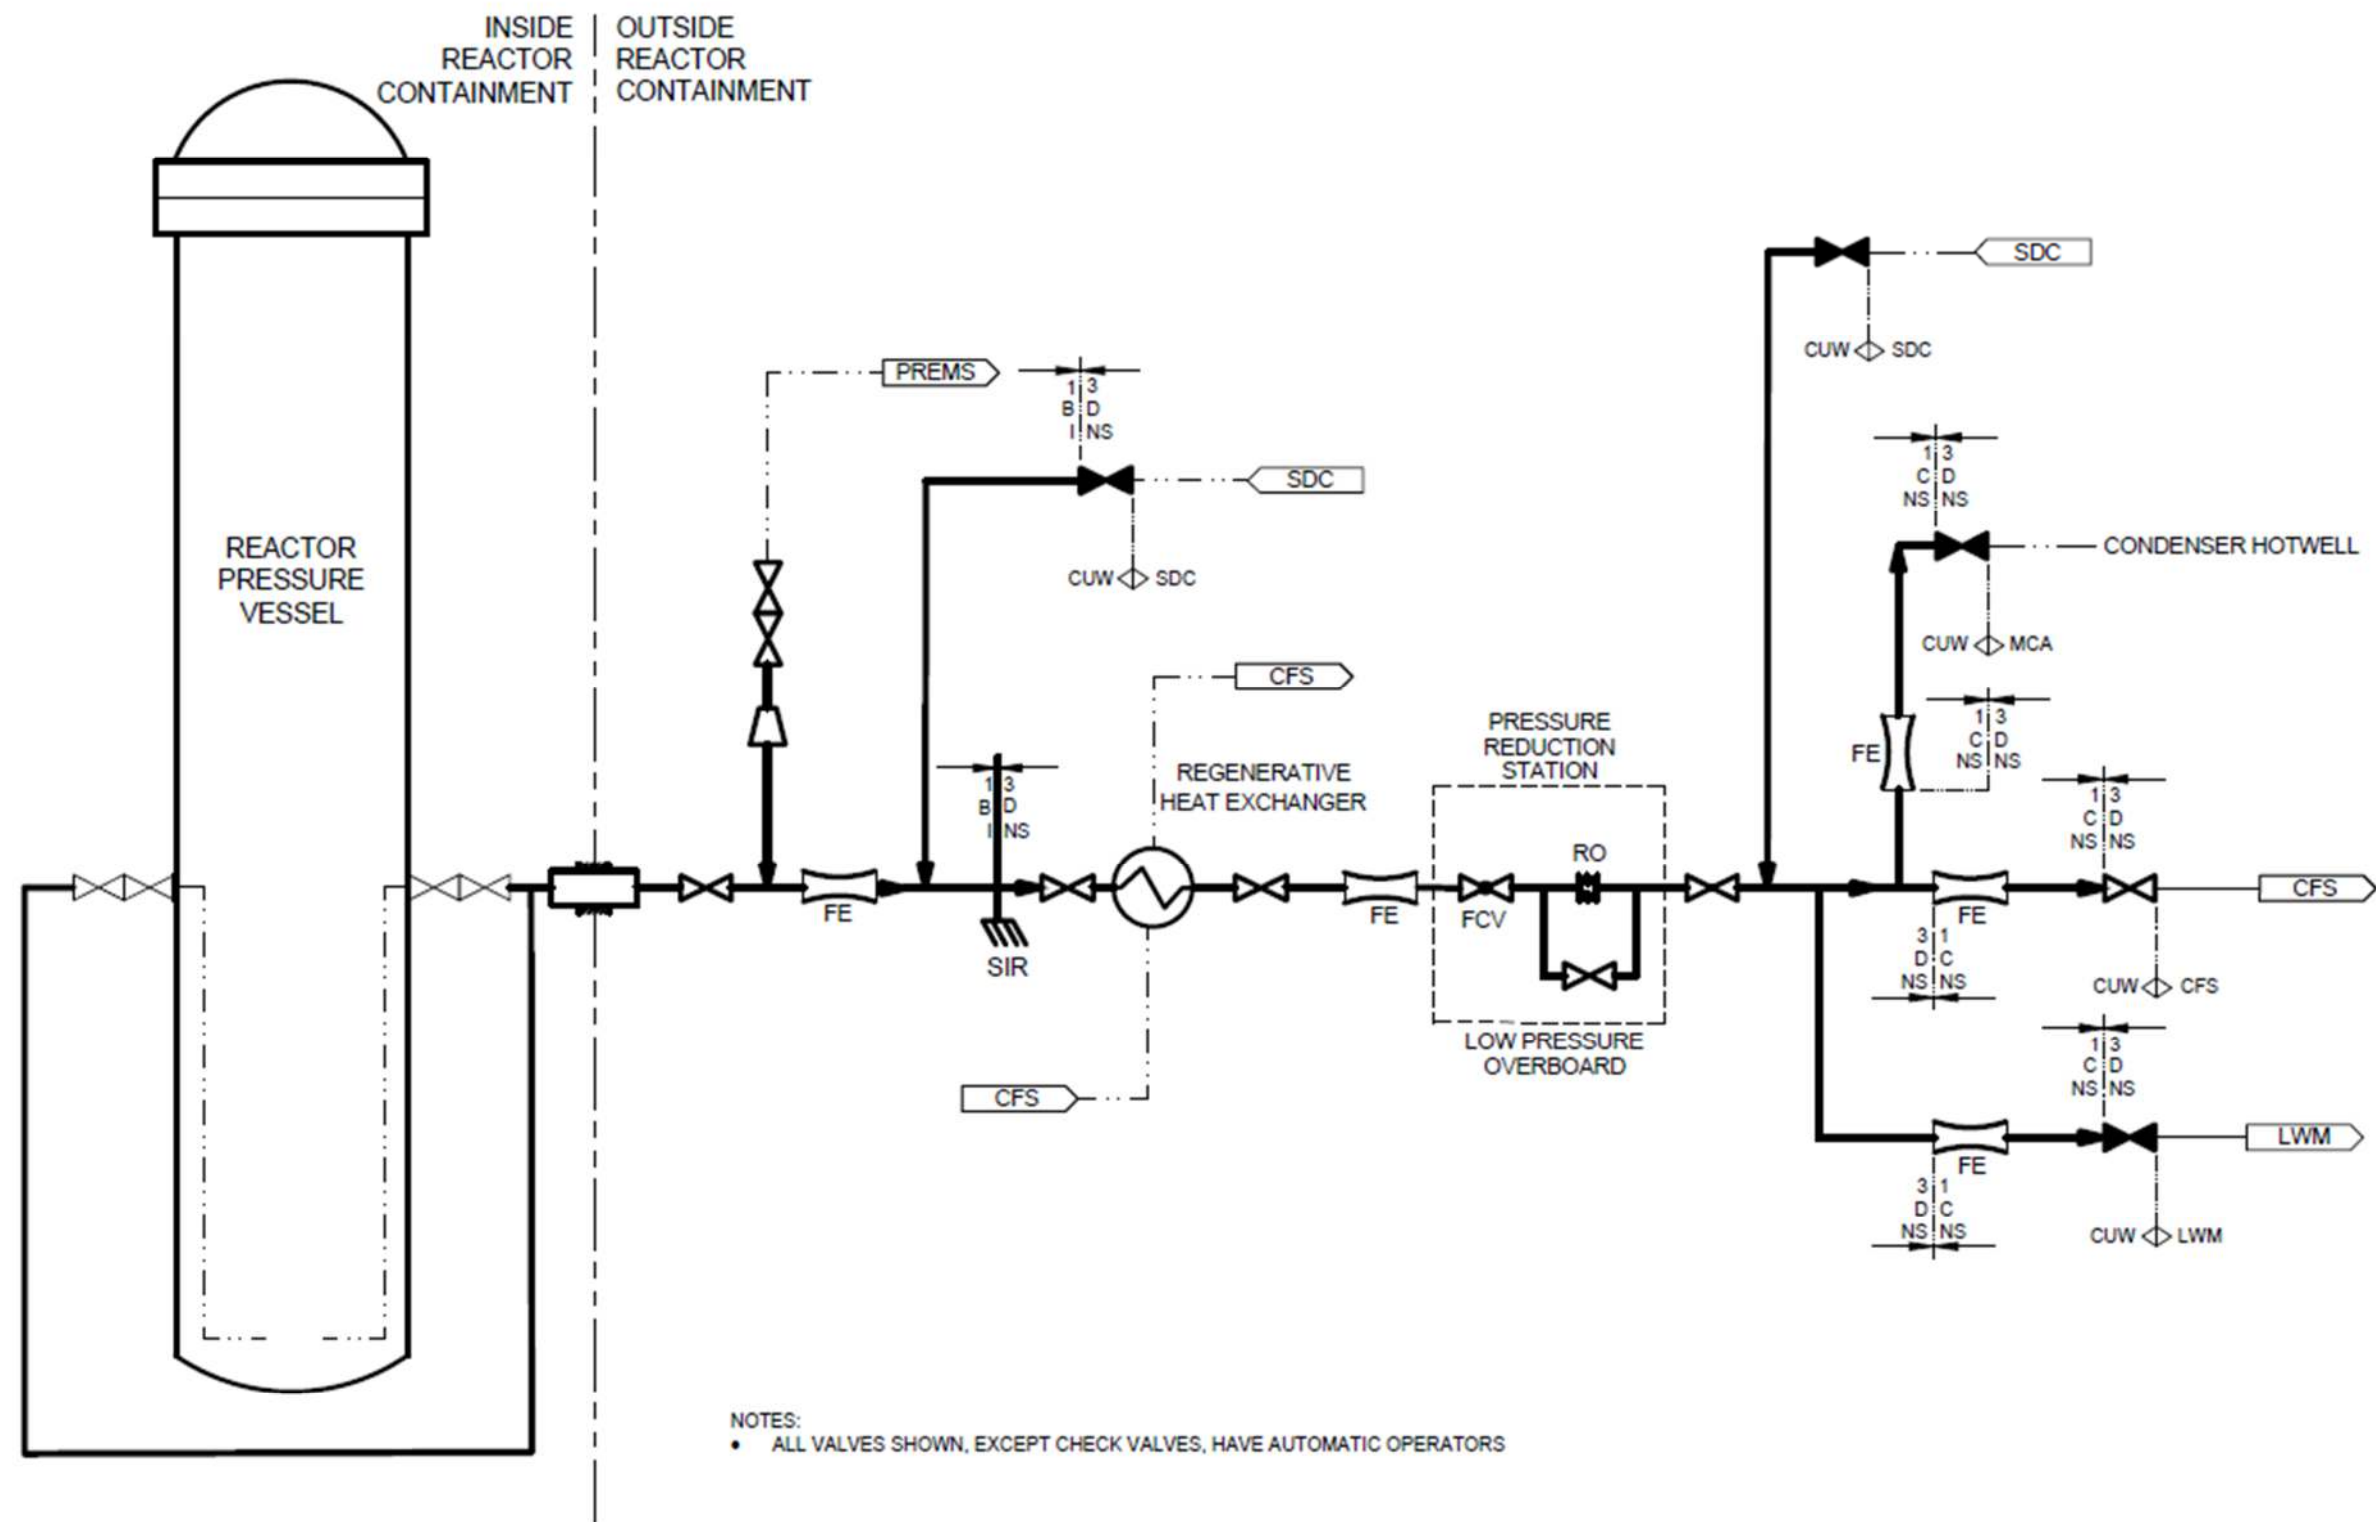 INSIDE
REACTOR
CONTAINMENT
OUTSIDE
REACTOR
CONTAINMENT
REACTOR
PRESSURE
VESSEL
PREMS
1 3
B D
I NS
SDC
CUW SDC
SDC
CUW SDC
1 3
C D
NS NS
CONDENSER HOTWELL
CUW MCA
1 3
C D
NS NS
FE
CFS
REGENERATIVE
HEAT EXCHANGER
1 3
B D
I NS
SIR
FE
CFS
PRESSURE
REDUCTION
STATION
RO
FE
FCV
LOW PRESSURE
OVERBOARD
1 3
C D
NS NS
CFS
FE
3 1
D C
NS NS
CUW CFS
1 3
C D
NS NS
LWM
FE
3 1
D C
NS NS
CUW LWM
NOTES:
• ALL VALVES SHOWN, EXCEPT CHECK VALVES, HAVE AUTOMATIC OPERATORS